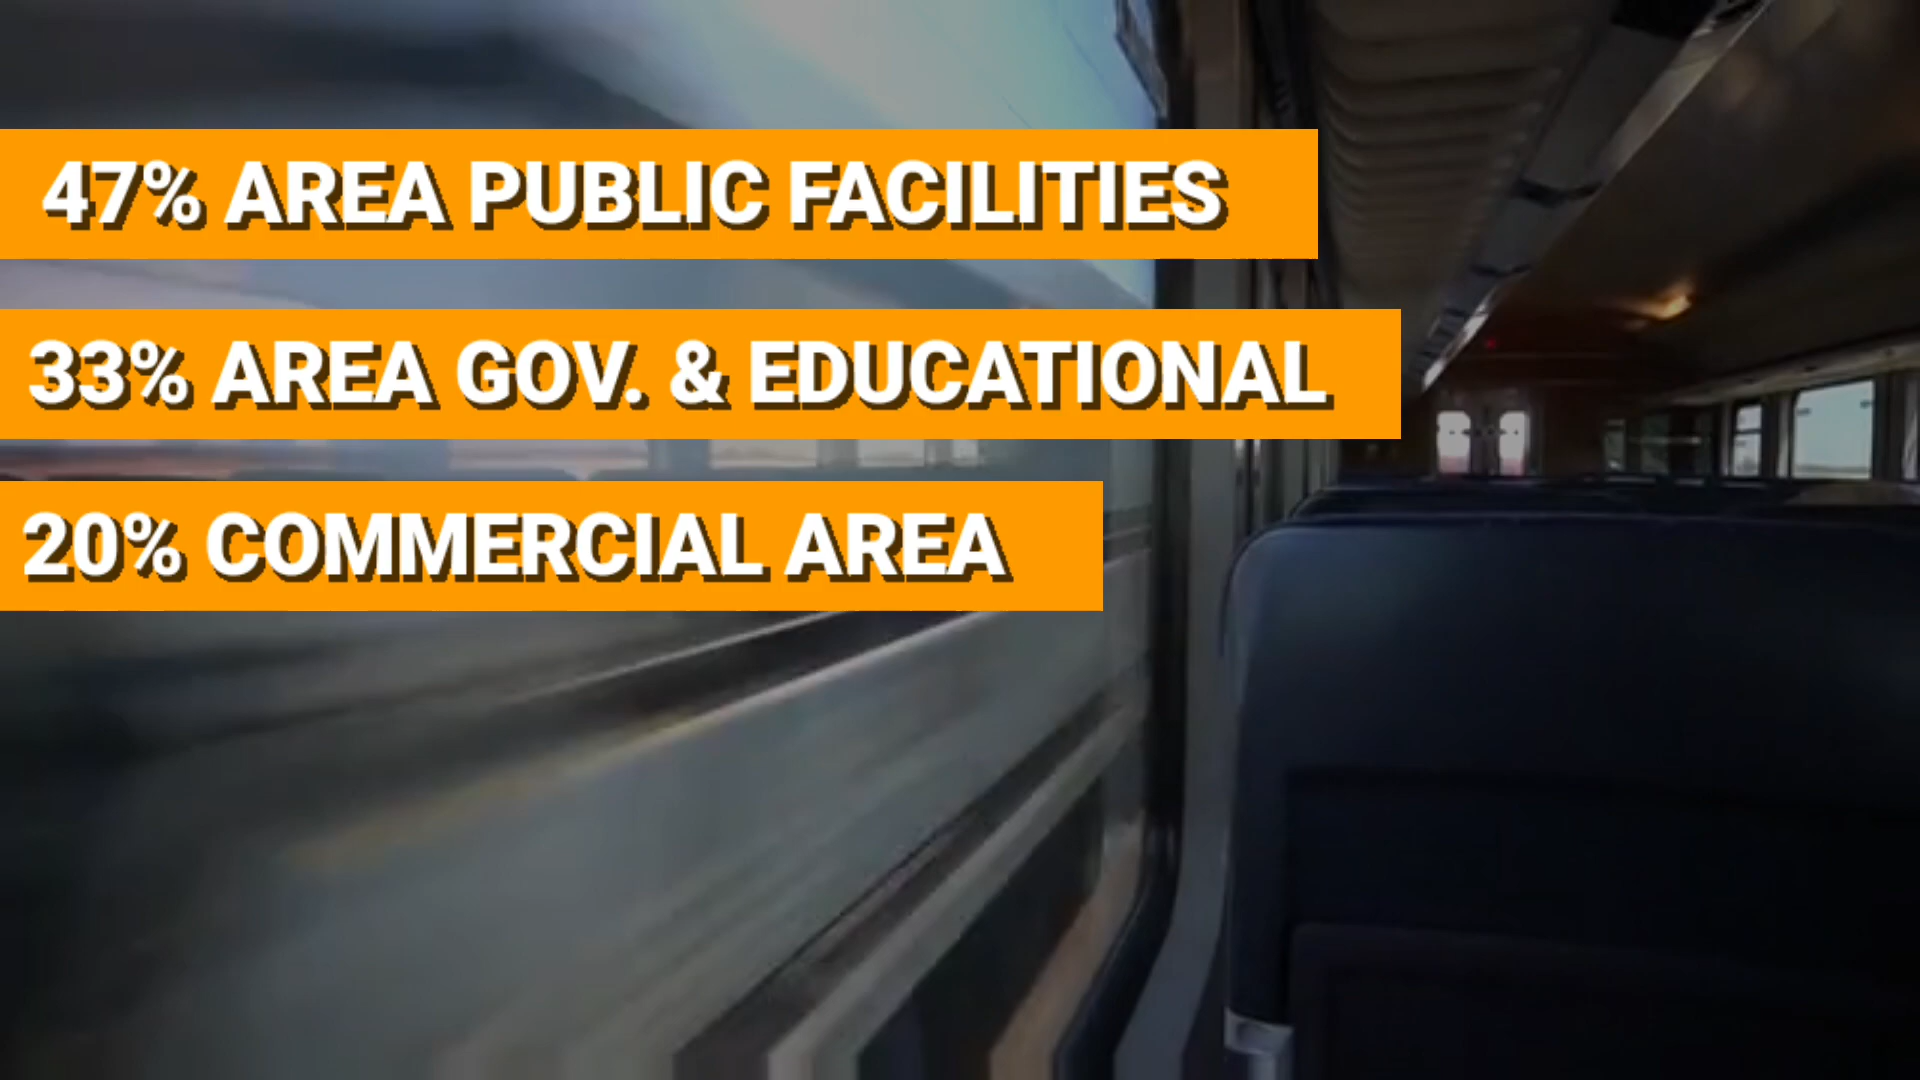 47% AREA PUBLIC FACILITIES
33% AREA GOV. & EDUCATIONAL
20% COMMERCIAL AREA